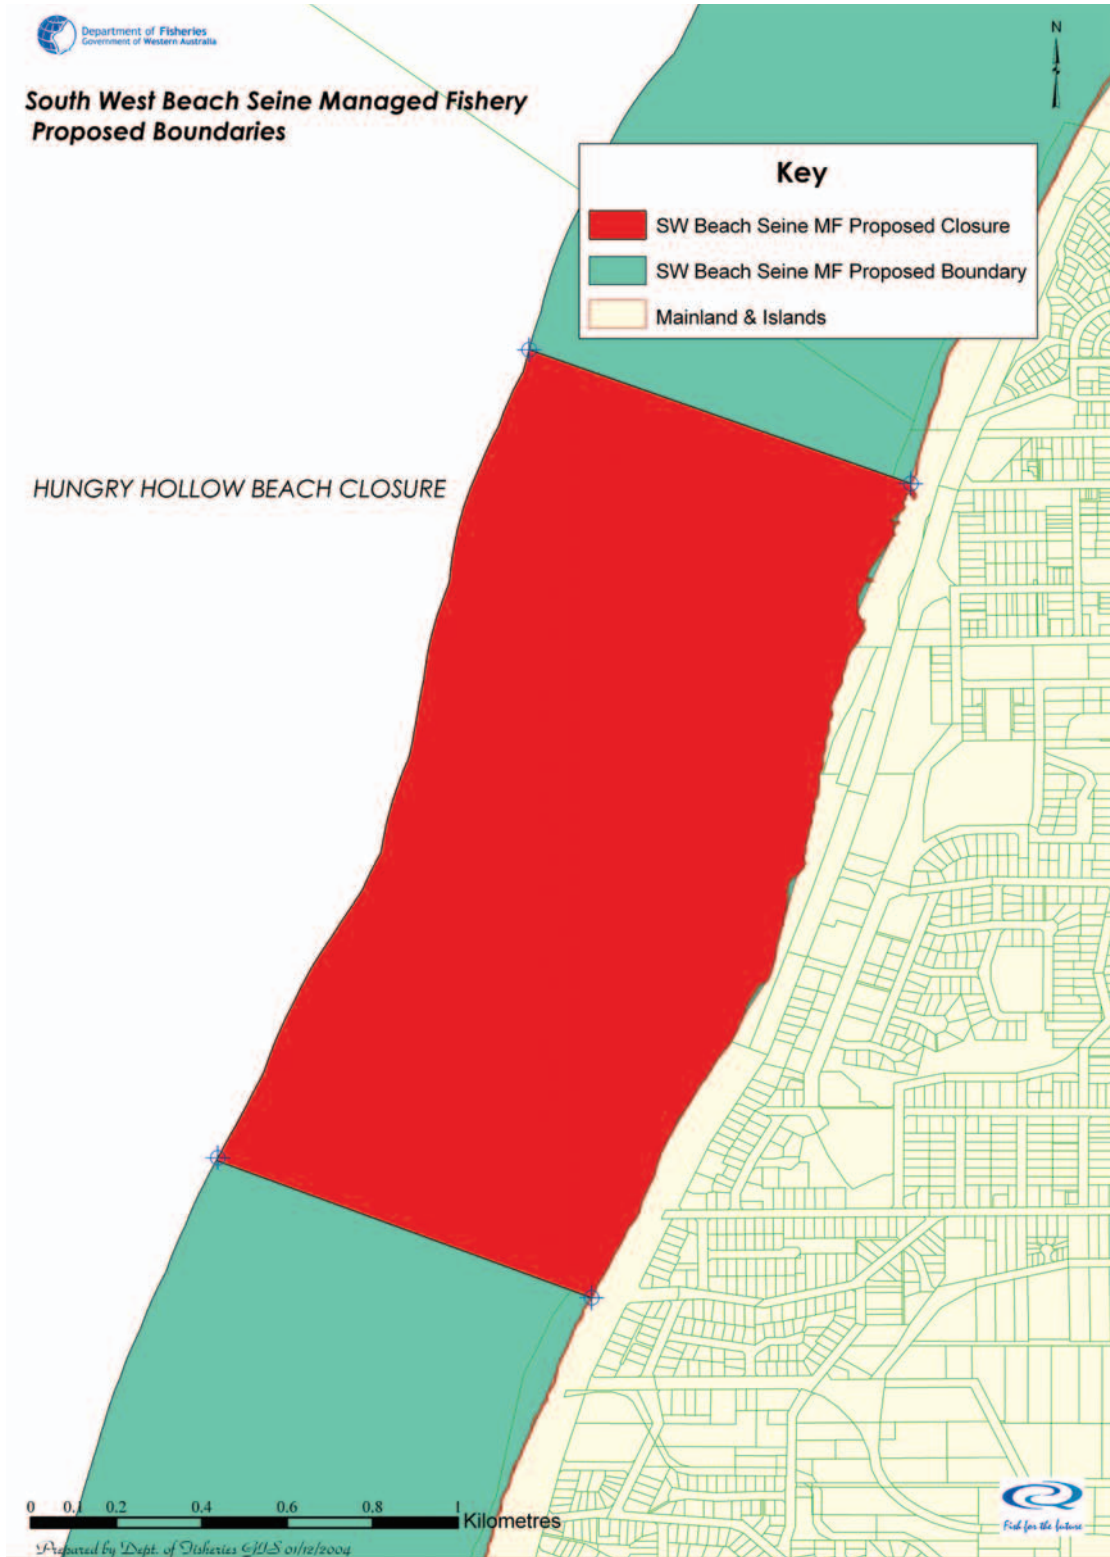 Department of Fisheries
Government of Western Australia
N
South West Beach Seine Managed Fishery
Proposed Boundaries
Key
SW Beach Seine MF Proposed Closure
SW Beach Seine MF Proposed Boundary
Mainland & Islands
HUNGRY HOLLOW BEACH CLOSURE
0 0.1 0.2 0.4 0.6 0.8 1
Kilometres
Prepared by Dept. of Fisheries GIS 01/12/2004
Fish for the future